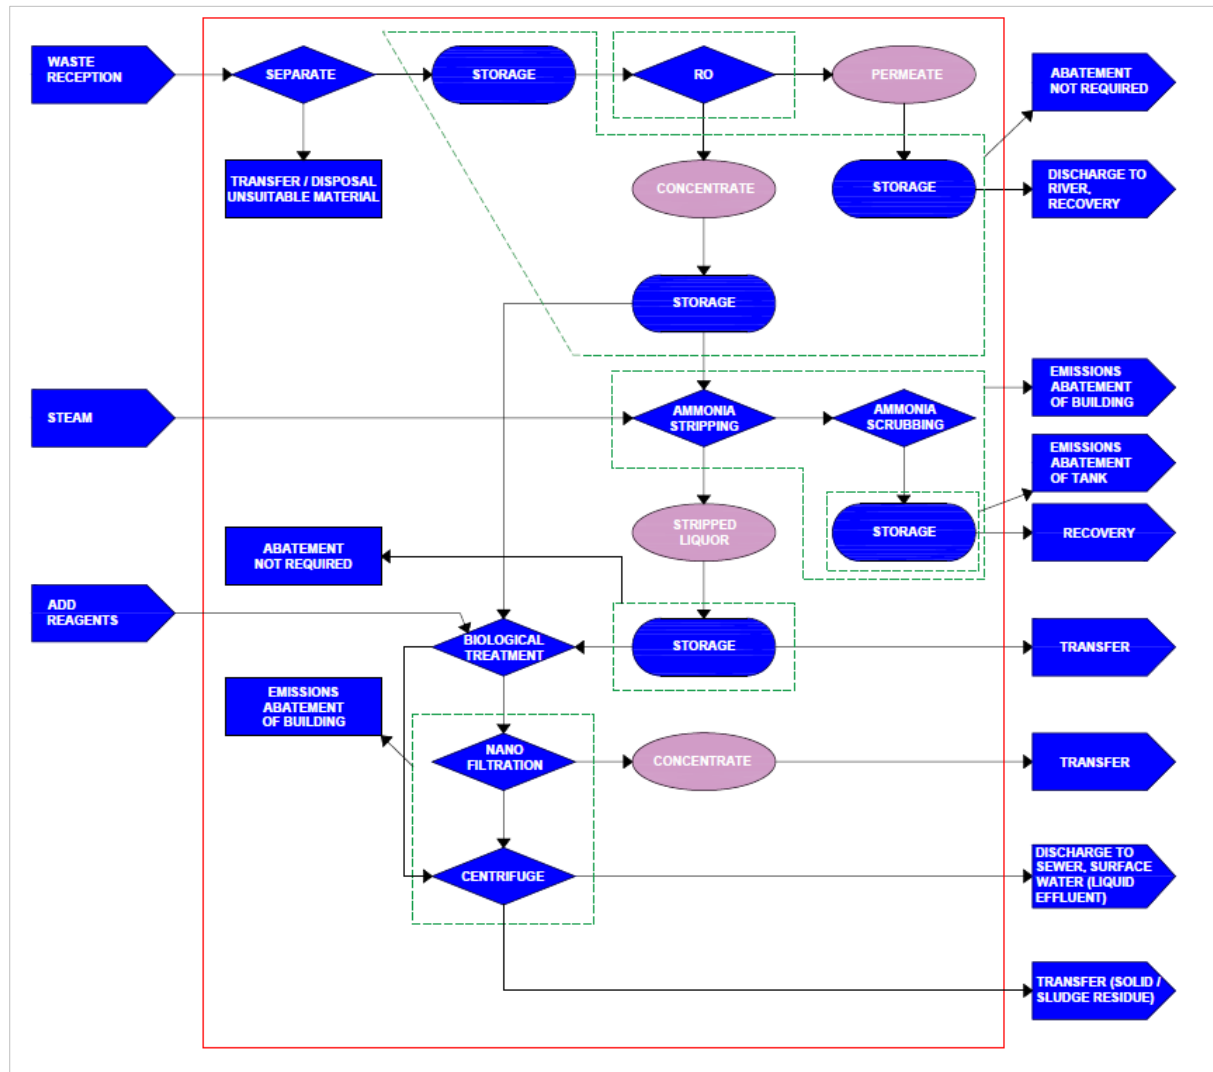 WASTE
RECEPTION
SEPARATE
STORAGE
RO
PERMEATE
ABATEMENT
NOT REQUIRED
TRANSFER / DISPOSAL
UNSUITABLE MATERIAL
CONCENTRATE
STORAGE
DISCHARGE TO
RIVER,
RECOVERY
STORAGE
STEAM
AMMONIA
STRIPPING
AMMONIA
SCRUBBING
EMISSIONS
ABATEMENT
OF BUILDING
EMISSIONS
ABATEMENT
OF TANK
STRIPPED
LIQUOR
STORAGE
RECOVERY
ABATEMENT
NOT REQUIRED
ADD
REAGENTS
BIOLOGICAL
TREATMENT
STORAGE
TRANSFER
EMISSIONS
ABATEMENT
OF BUILDING
NANO
FILTRATION
CONCENTRATE
TRANSFER
CENTRIFUGE
DISCHARGE TO
SEWER, SURFACE
WATER (LIQUID
EFFLUENT)
TRANSFER (SOLID /
SLUDGE RESIDUE)